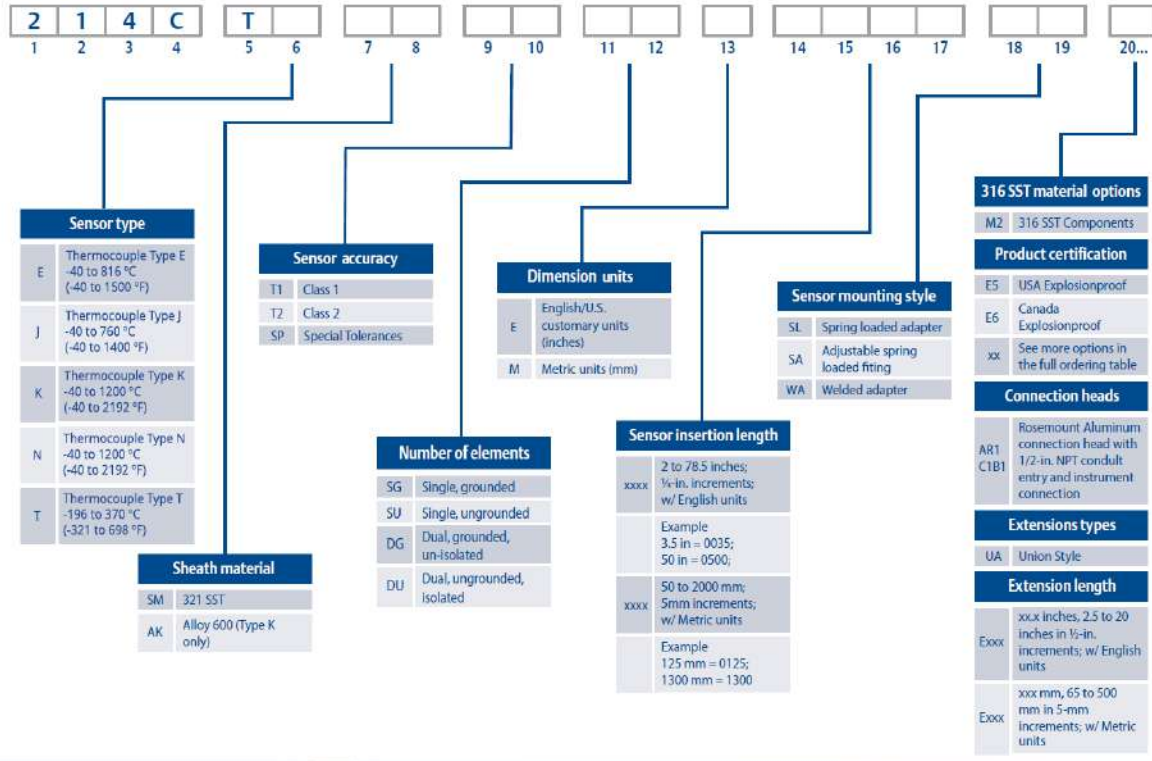 2 1 4 C T
1 2 3 4 5 6 7 8 9 10 11 12 13 14 15 16 17 18 19 20...
Sensor type
E Thermocouple Type E
-40 to 816 °C
(-40 to 1500 °F)
J Thermocouple Type J
-40 to 760 °C
(-40 to 1400 °F)
K Thermocouple Type K
-40 to 1200 °C
(-40 to 2192 °F)
N Thermocouple Type N
-40 to 1200 °C
(-40 to 2192 °F)
T Thermocouple Type T
-196 to 370 °C
(-321 to 698 °F)
Sheath material
SM 321 SST
AK Alloy 600 (Type K
only)
Sensor accuracy
T1 Class 1
T2 Class 2
SP Special Tolerances
Number of elements
SG Single, grounded
SU Single, ungrounded
DG Dual, grounded,
un-isolated
DU Dual, ungrounded,
isolated
Dimension units
E English/U.S.
customary units
(inches)
M Metric units (mm)
Sensor insertion length
xxxx 2 to 78.5 inches;
¼-in. increments;
w/ English units
Example
3.5 in = 0035;
50 in = 0500;
xxxx 50 to 2000 mm;
5mm increments;
w/ Metric units
Example
125 mm = 0125;
1300 mm = 1300
Sensor mounting style
SL Spring loaded adapter
SA Adjustable spring
loaded fiting
WA Welded adapter
316 SST material options
M2 316 SST Components
Product certification
E5 USA Explosionproof
E6 Canada
Explosionproof
xx See more options in
the full ordering table
Connection heads
AR1
C1B1
Rosemount Aluminum
connection head with
1/2-in. NPT conduit
entry and instrument
connection
Extensions types
UA Union Style
Extension length
Exxx xx.x inches, 2.5 to 20
inches in ½-in.
increments; w/ English
units
Exxx xxx mm, 65 to 500
mm in 5-mm
increments; w/ Metric
units